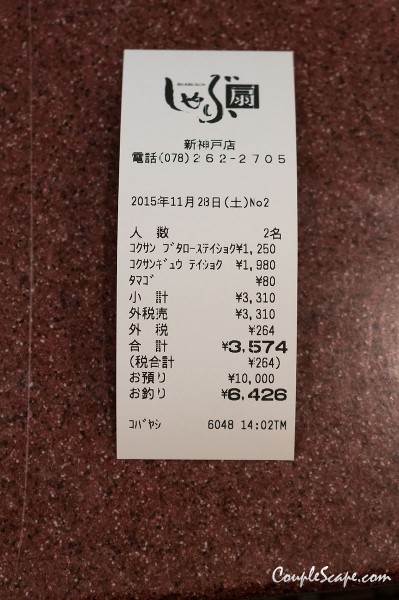 しゃぶ扇
新神戸店
電話(078)262-2705
2015年11月28日(土)No2
人 数 2名
ｺｸｻﾝ ﾌﾞﾀﾛｰｽﾃｲｼｮｸ¥1,250
ｺｸｻﾝｷﾞｭｳ ﾃｲｼｮｸ ¥1,980
ﾀﾏｺﾞ ¥80
小 計 ¥3,310
外税売 ¥3,310
外 税 ¥264
合 計 ¥3,574
(税合計 ¥264)
お預り ¥10,000
お釣り ¥6,426
ｺﾊﾞﾔｼ 6048 14:02TM
CoupleScape.com